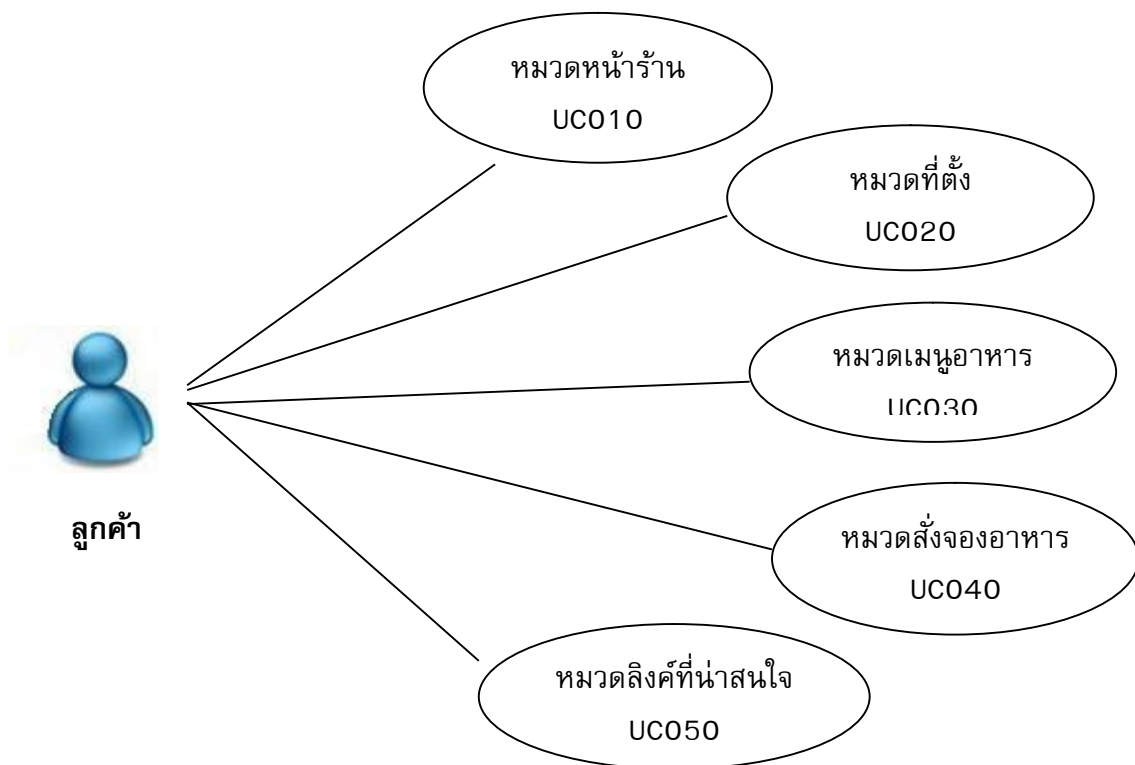 หมวดหน้าร้าน
UC010
หมวดที่ตั้ง
UC020
หมวดเมนูอาหาร
UC030
ลูกค้า
หมวดสั่งจองอาหาร
UC040
หมวดลิงค์ที่น่าสนใจ
UC050